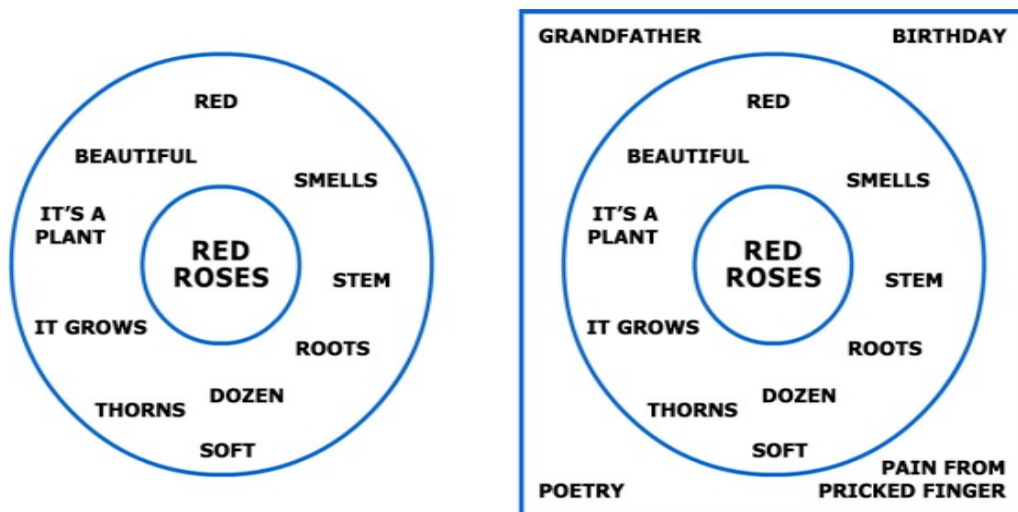 RED
BEAUTIFUL
SMELLS
IT'S A
PLANT
RED
ROSES
STEM
IT GROWS
ROOTS
DOZEN
THORNS
SOFT
GRANDFATHER
BIRTHDAY
RED
BEAUTIFUL
SMELLS
IT'S A
PLANT
RED
ROSES
STEM
IT GROWS
ROOTS
DOZEN
THORNS
SOFT
POETRY
PAIN FROM
PRICKED FINGER